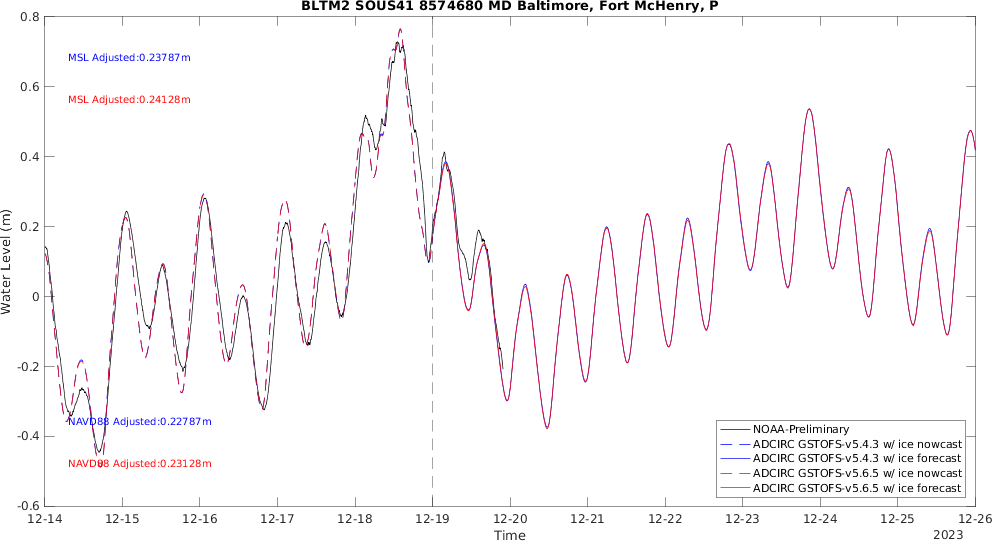 BLTM2 SOUS41 8574680 MD Baltimore, Fort McHenry, P
Water Level (m)
0.8
0.6
0.4
0.2
0
-0.2
-0.4
-0.6
MSL Adjusted:0.23787m
MSL Adjusted:0.24128m
NAVD88 Adjusted:0.22787m
NAVD88 Adjusted:0.23128m
NOAA-Preliminary
ADCIRC GSTOFS-v5.4.3 w/ ice nowcast
ADCIRC GSTOFS-v5.4.3 w/ ice forecast
ADCIRC GSTOFS-v5.6.5 w/ ice nowcast
ADCIRC GSTOFS-v5.6.5 w/ ice forecast
12-14 12-15 12-16 12-17 12-18 12-19 12-20 12-21 12-22 12-23 12-24 12-25 12-26
Time
2023